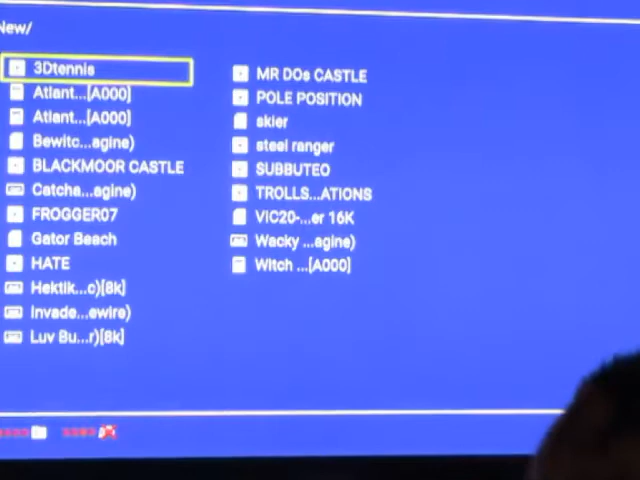 New/
3Dtennis
Atlant...[A000]
Atlant...[A000]
Bewitc...agine)
BLACKMOOR CASTLE
Catcha...agine)
FROGGER07
Gator Beach
HATE
Hektik...c)[8k]
Invade...ewire)
Luv Bu...r)[8k]
MR DOs CASTLE
POLE POSITION
skier
steel ranger
SUBBUTEO
TROLLS...ATIONS
VIC20-...er 16K
Wacky ...agine)
Witch ...[A000]